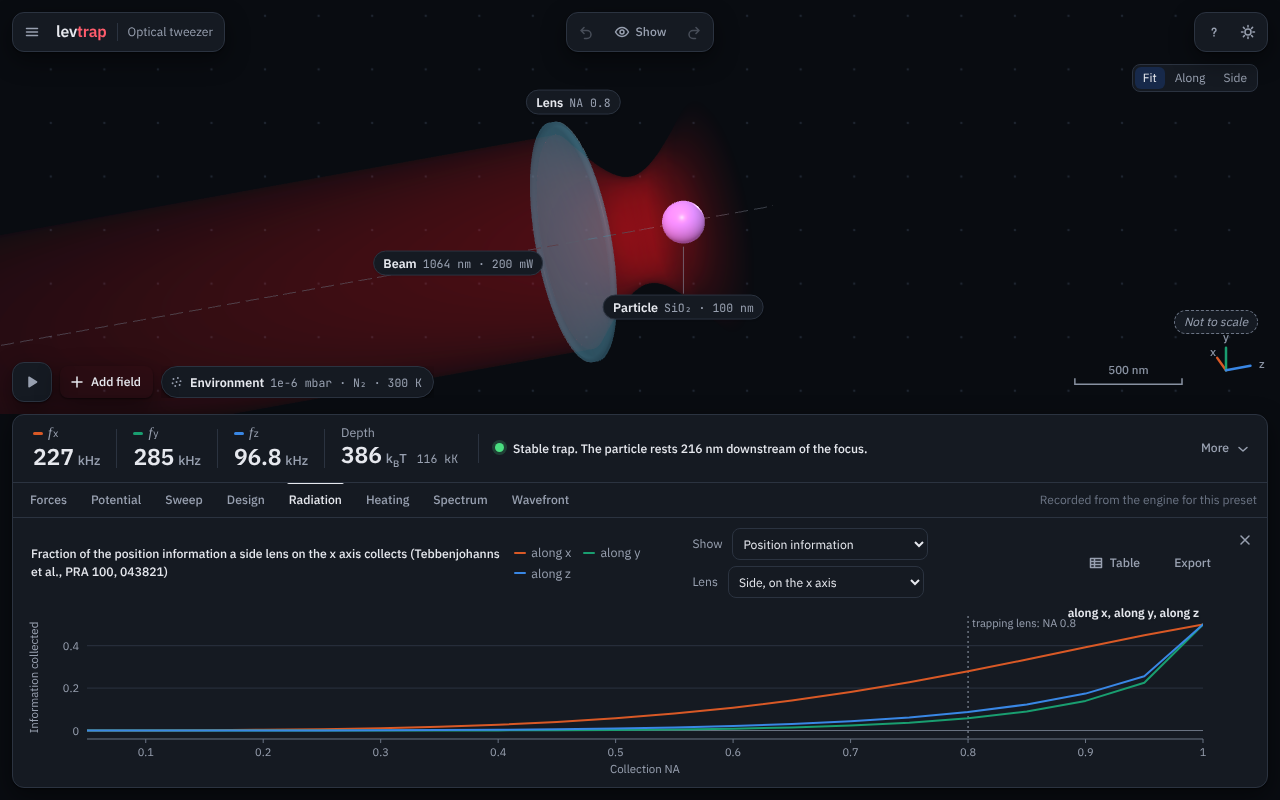 levtrap Optical tweezer
Show
?
Fit Along Side
Lens NA 0.8
Beam 1064 nm · 200 mW
Particle SiO₂ · 100 nm
Not to scale
y
x
z
500 nm
Add field
Environment 1e-6 mbar · N₂ · 300 K
fx fy fz Depth
227 kHz 285 kHz 96.8 kHz 386 kBT 116 kK
Stable trap. The particle rests 216 nm downstream of the focus.
More
Forces Potential Sweep Design Radiation Heating Spectrum Wavefront
Recorded from the engine for this preset
Fraction of the position information a side lens on the x axis collects (Tebbenjohanns
et al., PRA 100, 043821)
along x along y
along z
Show Position information
Lens Side, on the x axis
Table Export
along x, along y, along z
trapping lens: NA 0.8
Information collected
0.4
0.2
0
0.1 0.2 0.3 0.4 0.5 0.6 0.7 0.8 0.9 1
Collection NA